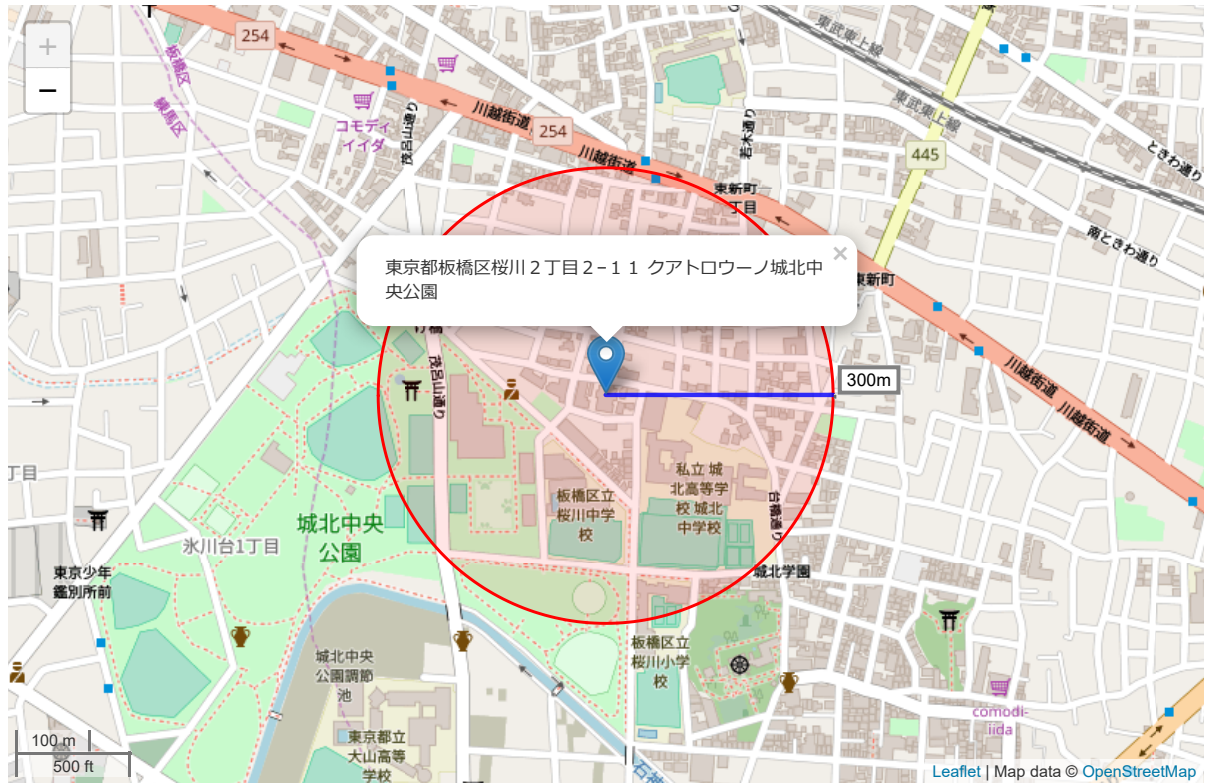 +
−
254
板橋区
練馬区
コモディ
イイダ
茂呂山通り
川越街道
254
川越街道
若木通り
東武東上線
東武東上線
445
ときわ通り
南ときわ通り
東新町
丁目
東新町
東京都板橋区桜川２丁目２−１１ クアトロウーノ城北中
央公園
×
300m
川越街道
川越街道
茂呂山通り
丁目
城北中央
公園
氷川台1丁目
東京少年
鑑別所前
板橋区立
桜川中学
校
私立 城
北高等学
校 城北
中学校
台橋通り
城北学園
板橋区立
桜川小学
校
城北中央
公園調節
池
東京都立
大山高等
学校
石神
comodi-
iida
100 m
500 ft
Leaflet | Map data © OpenStreetMap